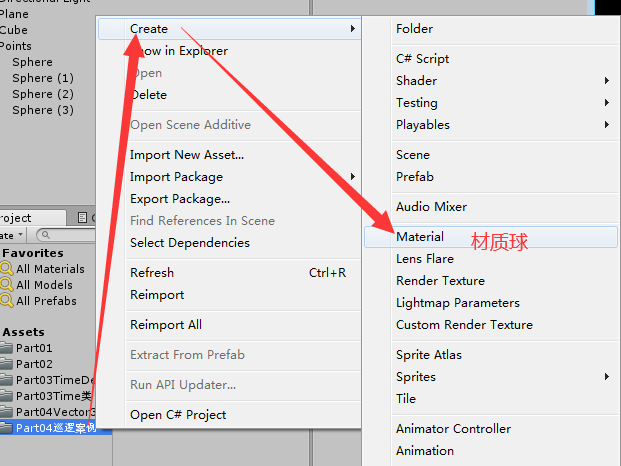 Plane
Cube
Points
Sphere
Sphere (1)
Sphere (2)
Sphere (3)
Create
Show in Explorer
Open
Delete
Open Scene Additive
Import New Asset...
Import Package
Export Package...
Find References In Scene
Select Dependencies
Refresh Ctrl+R
Reimport
Reimport All
Extract From Prefab
Run API Updater...
Open C# Project
Folder
C# Script
Shader
Testing
Playables
Scene
Prefab
Audio Mixer
Material 材质球
Lens Flare
Render Texture
Lightmap Parameters
Custom Render Texture
Sprite Atlas
Sprites
Tile
Animator Controller
Animation
roject
ate
Favorites
All Materials
All Models
All Prefabs
Assets
Part01
Part02
Part03TimeDe
Part03Time类
Part04Vector3
Part04巡逻案例